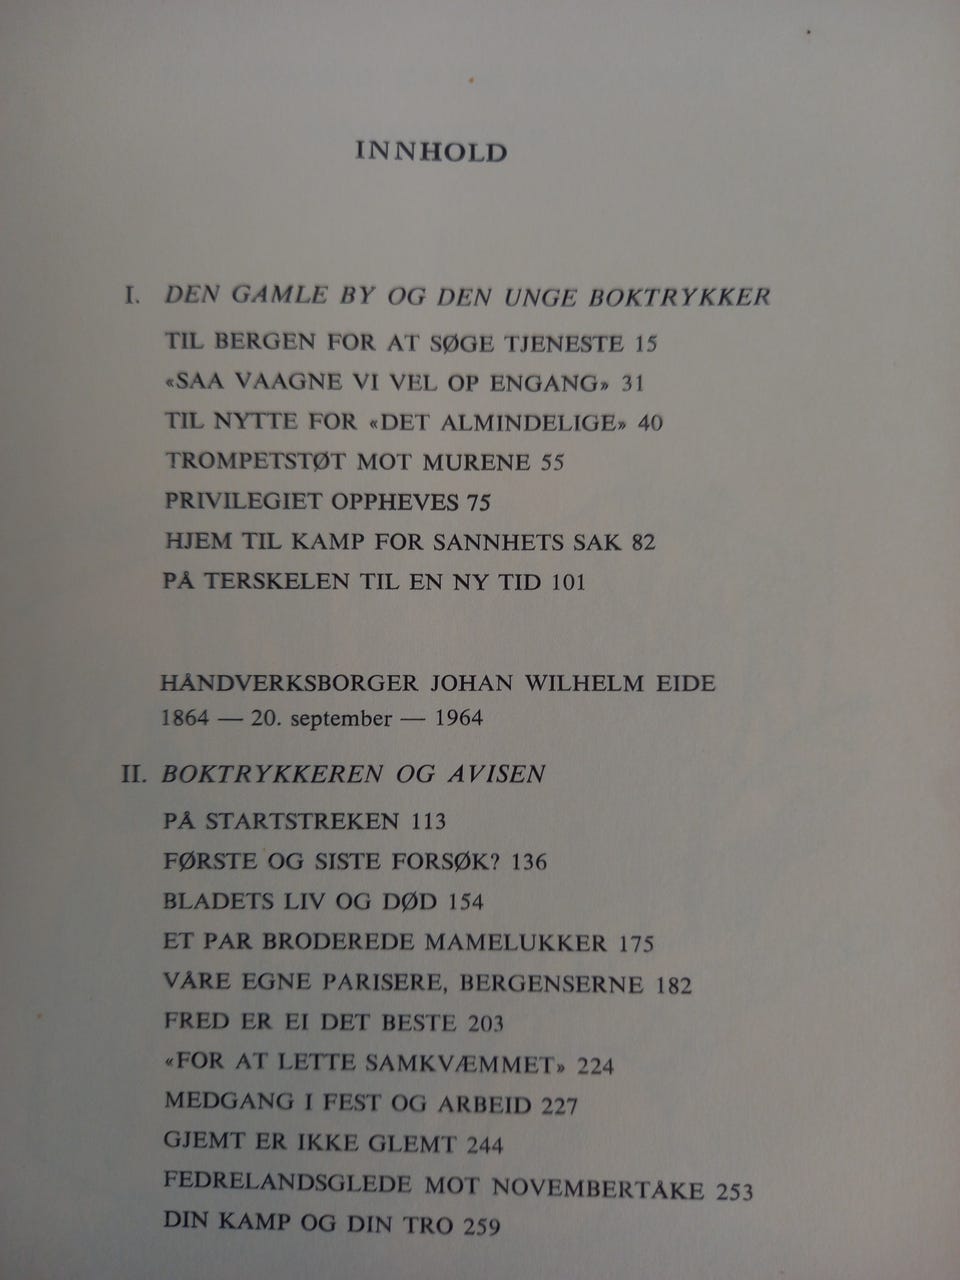 INNHOLD
I. DEN GAMLE BY OG DEN UNGE BOKTRYKKER
TIL BERGEN FOR AT SØGE TJENESTE 15
«SAA VAAGNE VI VEL OP ENGANG» 31
TIL NYTTE FOR «DET ALMINDELIGE» 40
TROMPETSTØT MOT MURENE 55
PRIVILEGIET OPPHEVES 75
HJEM TIL KAMP FOR SANNHETS SAK 82
PÅ TERSKELEN TIL EN NY TID 101
HÅNDVERKSBORGER JOHAN WILHELM EIDE
1864 — 20. september — 1964
II. BOKTRYKKEREN OG AVISEN
PÅ STARTSTREKEN 113
FØRSTE OG SISTE FORSØK? 136
BLADETS LIV OG DØD 154
ET PAR BRODEREDE MAMELUKKER 175
VÅRE EGNE PARISERE, BERGENSERNE 182
FRED ER EI DET BESTE 203
«FOR AT LETTE SAMKVÆMMET» 224
MEDGANG I FEST OG ARBEID 227
GJEMT ER IKKE GLEMT 244
FEDRELANDSGLEDE MOT NOVEMBERTÅKE 253
DIN KAMP OG DIN TRO 259